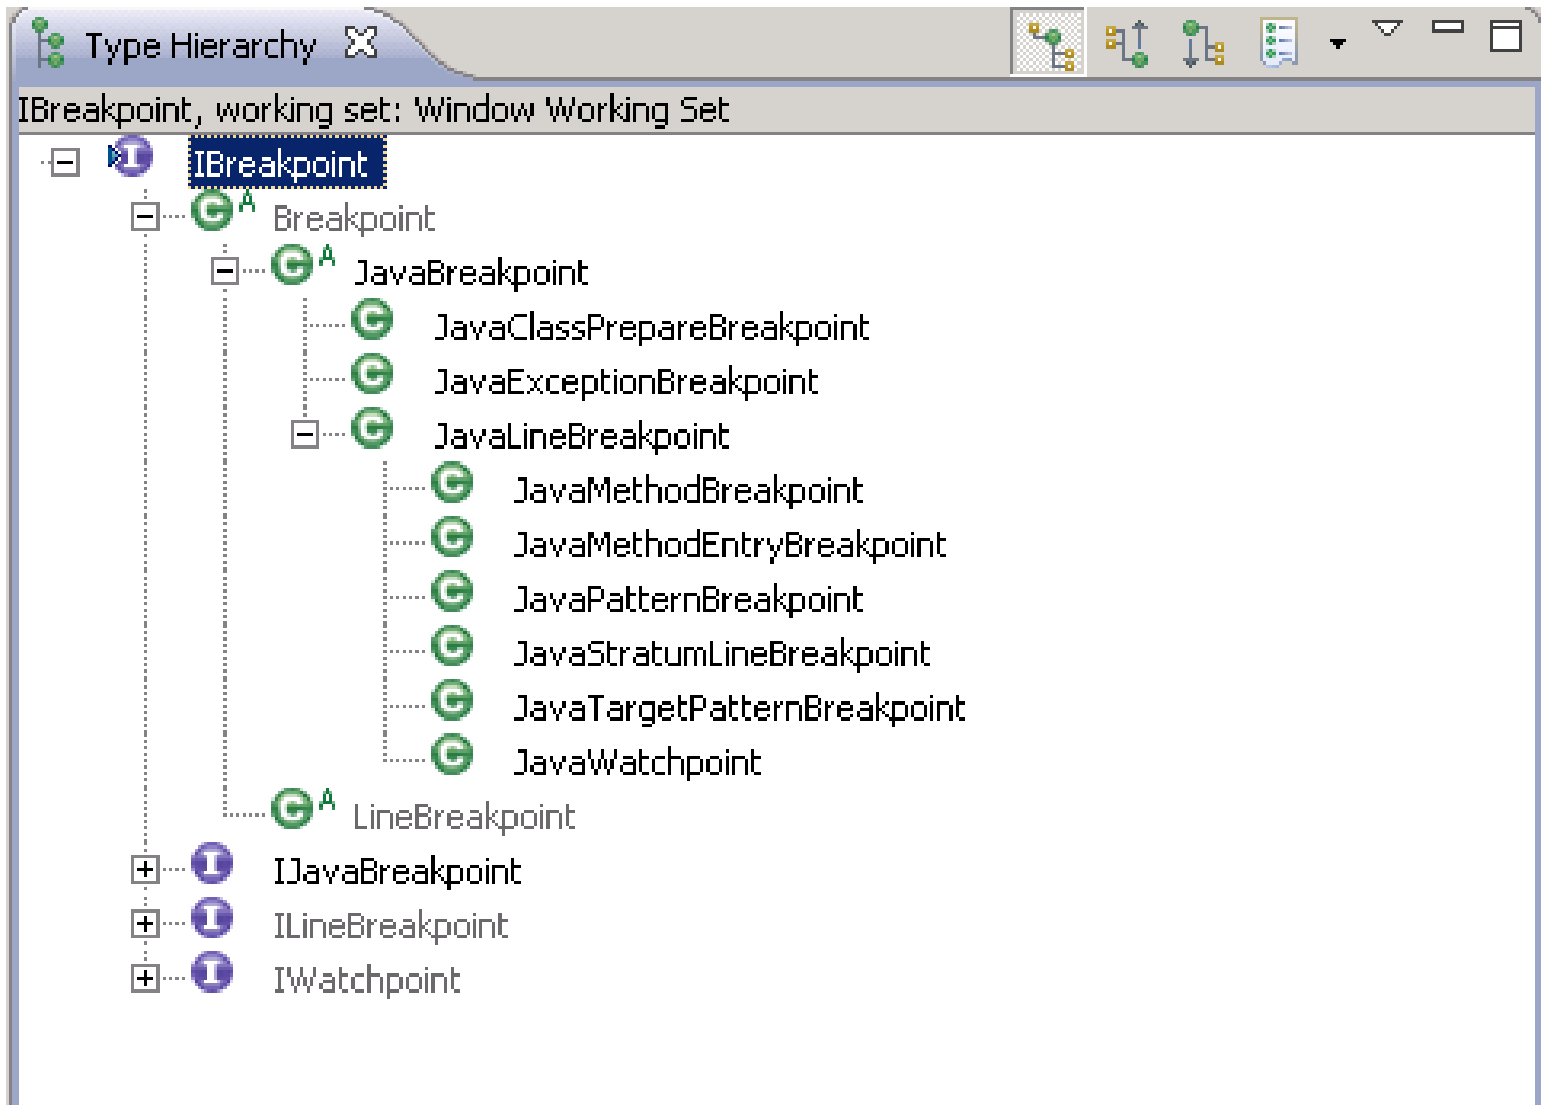 Type Hierarchy
IBreakpoint, working set: Window Working Set
IBreakpoint
A Breakpoint
A JavaBreakpoint
JavaClassPrepareBreakpoint
JavaExceptionBreakpoint
JavaLineBreakpoint
JavaMethodBreakpoint
JavaMethodEntryBreakpoint
JavaPatternBreakpoint
JavaStratumLineBreakpoint
JavaTargetPatternBreakpoint
JavaWatchpoint
A LineBreakpoint
IJavaBreakpoint
ILineBreakpoint
IWatchpoint